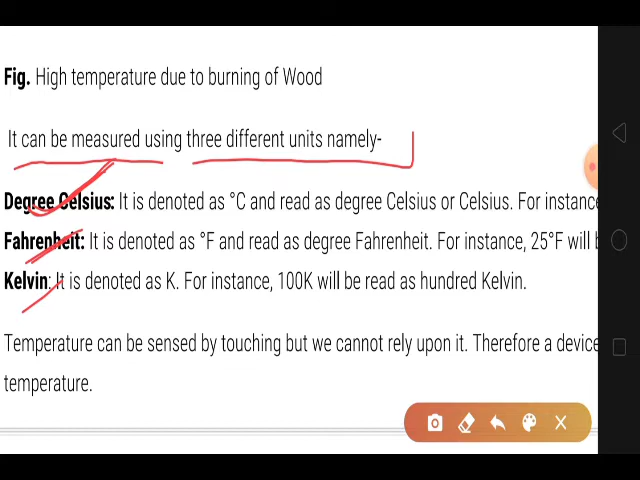 Fig. High temperature due to burning of Wood
It can be measured using three different units namely-
Degree Celsius: It is denoted as °C and read as degree Celsius or Celsius. For instance
Fahrenheit: It is denoted as °F and read as degree Fahrenheit. For instance, 25°F will
Kelvin: It is denoted as K. For instance, 100K will be read as hundred Kelvin.
Temperature can be sensed by touching but we cannot rely upon it. Therefore a device
temperature.